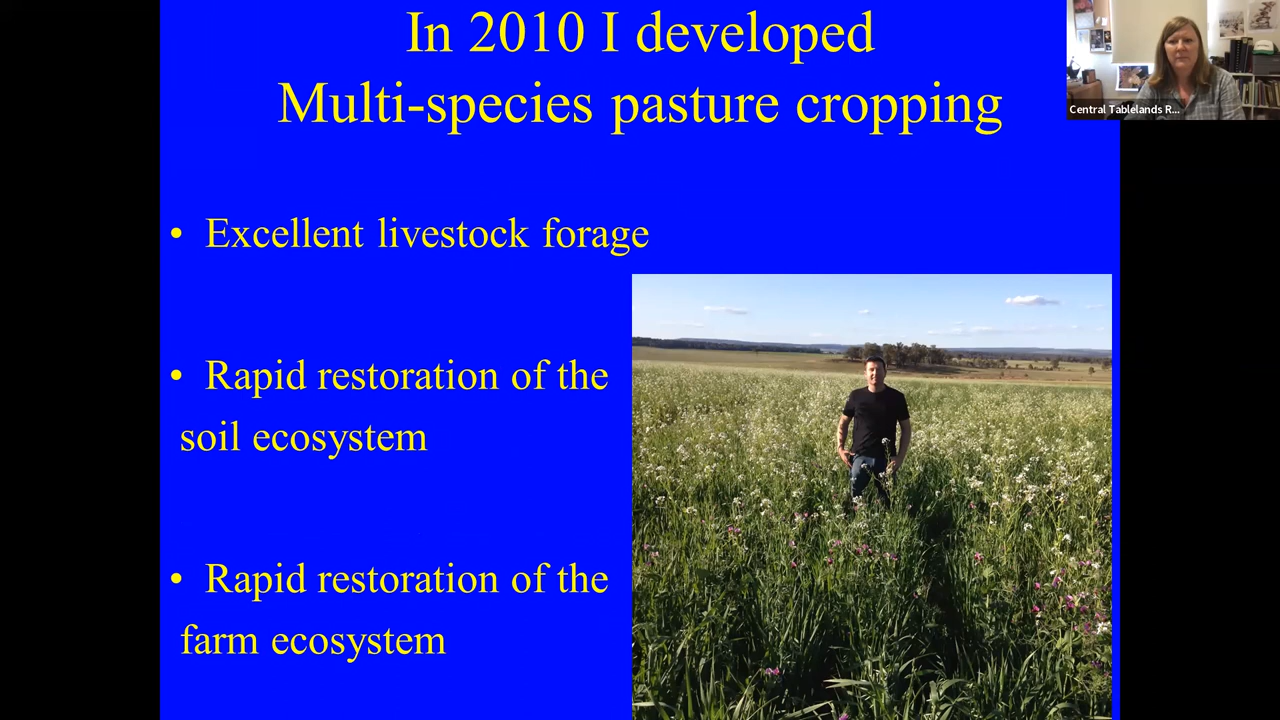 In 2010 I developed
Multi-species pasture cropping
Central Tablelands R...
• Excellent livestock forage
• Rapid restoration of the
soil ecosystem
• Rapid restoration of the
farm ecosystem